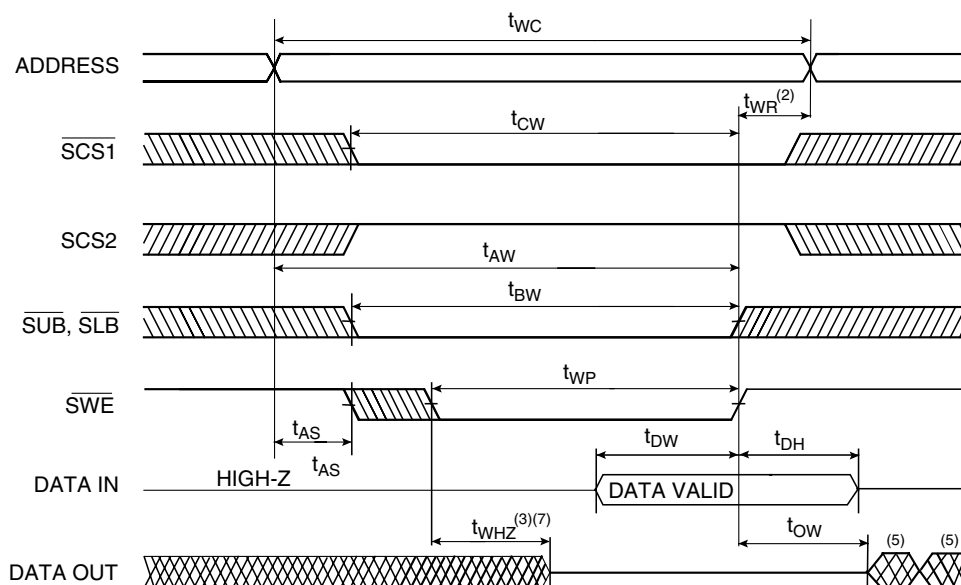 tWC
ADDRESS
tWR(2)
tCW
SCS1
SCS2
tAW
tBW
SUB, SLB
tWP
SWE
tAS
tDW
tDH
tAS
HIGH-Z
DATA IN
DATA VALID
tWHZ(3)(7)
tOW
(5) (5)
DATA OUT